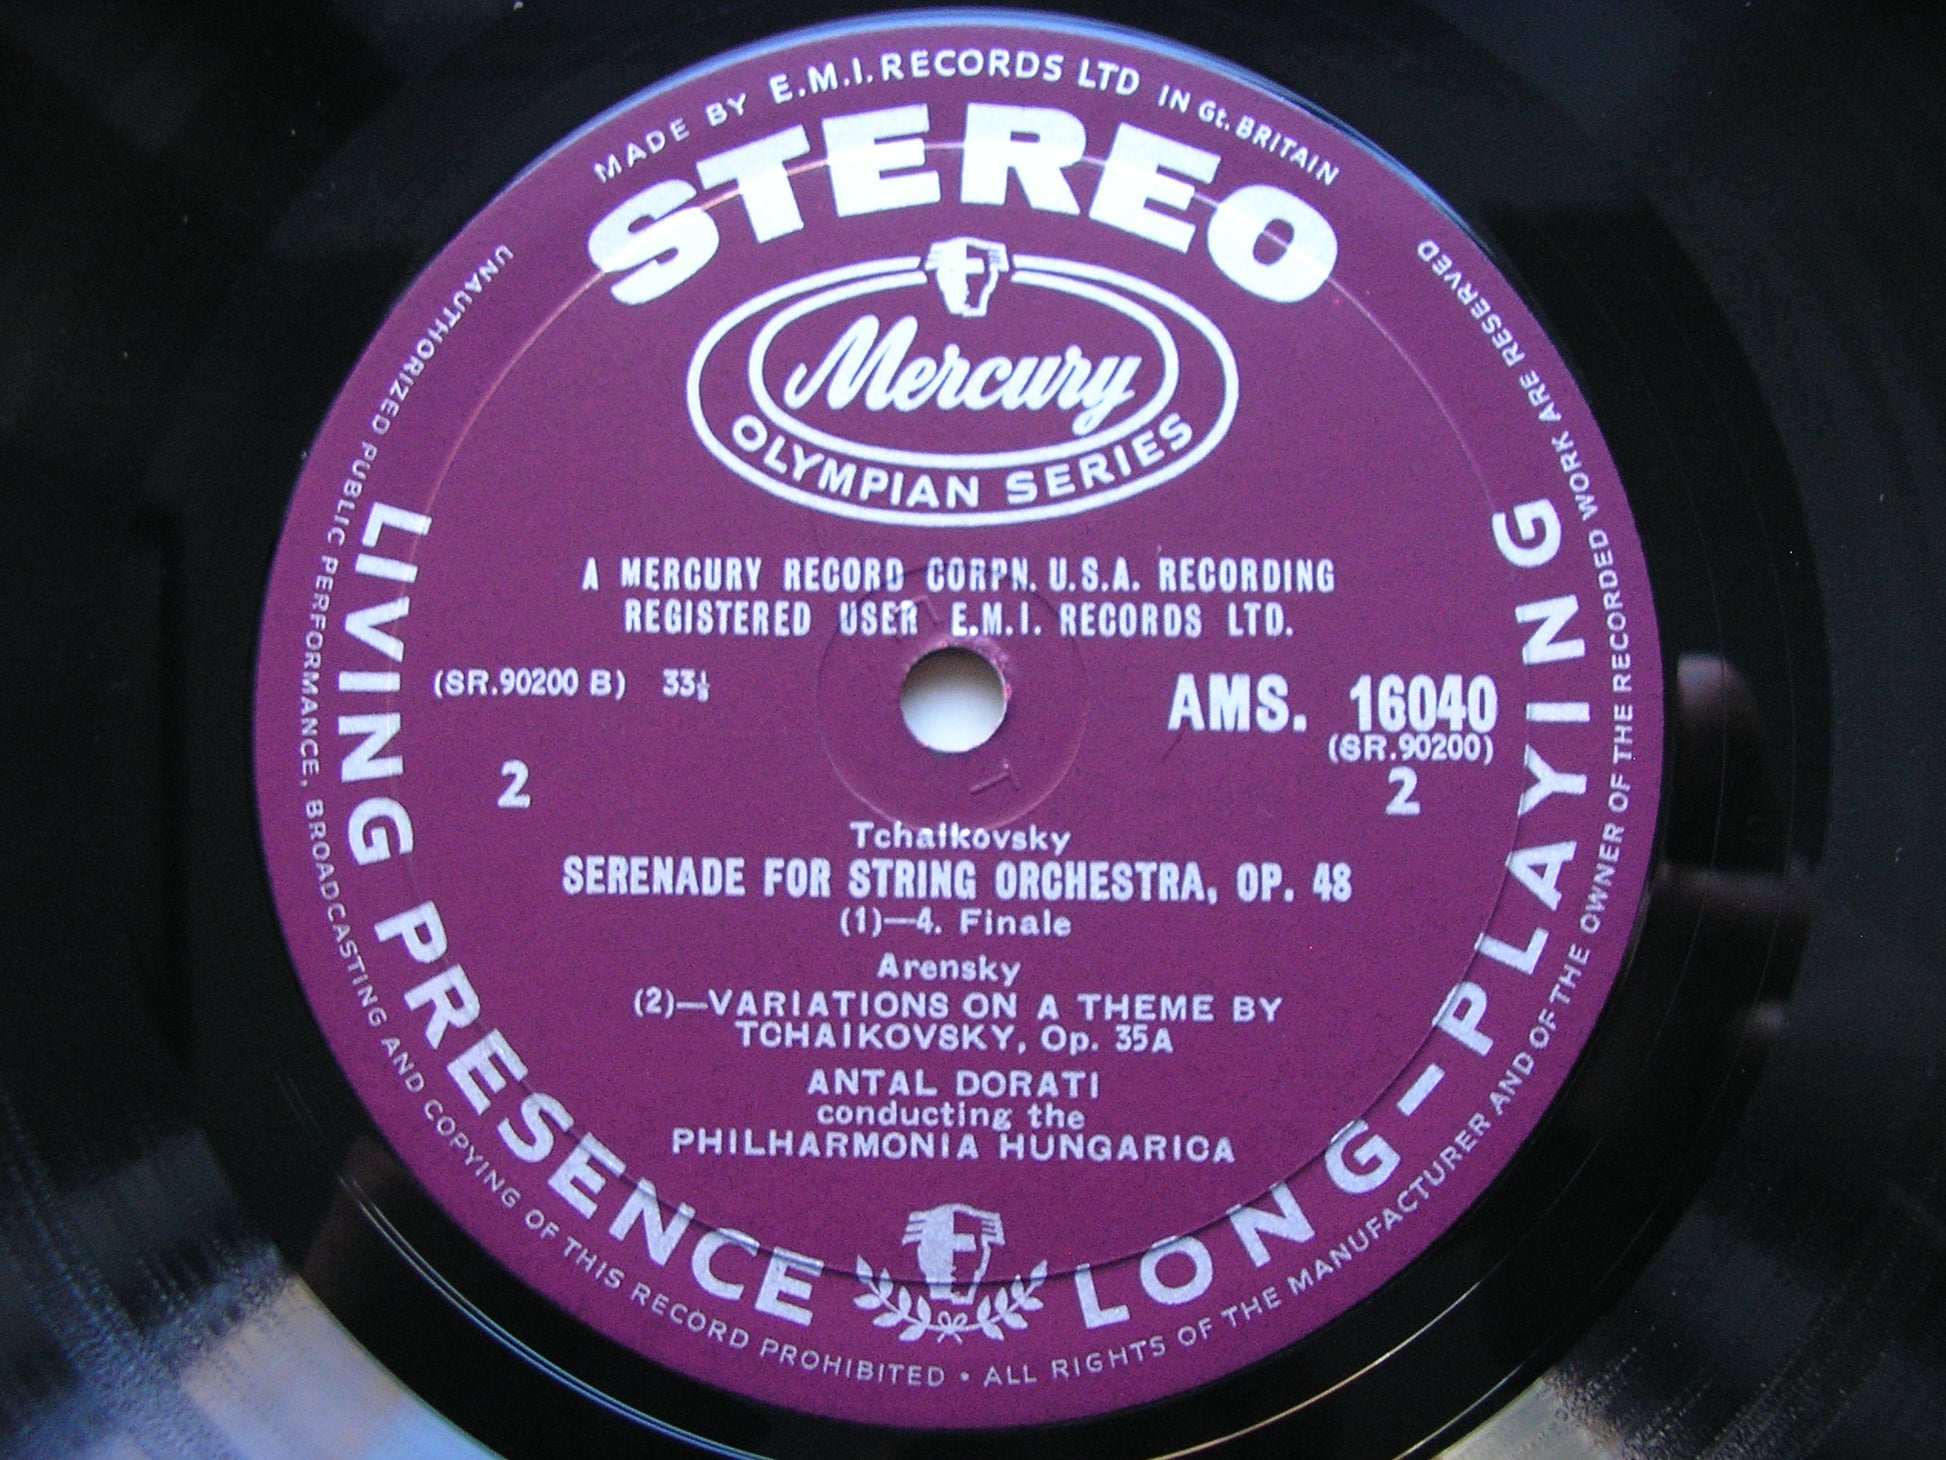 MADE BY E.M.I. RECORDS LTD IN Gt. BRITAIN
STEREO
Mercury
OLYMPIAN SERIES
A MERCURY RECORD CORPN. U.S.A. RECORDING
REGISTERED USER E.M.I. RECORDS LTD.
(SR.90200 B) 33⅓
AMS. 16040
(SR.90200)
2
2
Tchaikovsky
SERENADE FOR STRING ORCHESTRA, OP. 48
(1)—4. Finale
Arensky
(2)—VARIATIONS ON A THEME BY
TCHAIKOVSKY, Op. 35A
ANTAL DORATI
conducting the
PHILHARMONIA HUNGARICA
LIVING PRESENCE
LONG-PLAYING
UNAUTHORIZED PUBLIC PERFORMANCE, BROADCASTING AND COPYING OF THIS RECORD PROHIBITED • ALL RIGHTS OF THE MANUFACTURER AND OF THE OWNER OF THE RECORDED WORK ARE RESERVED